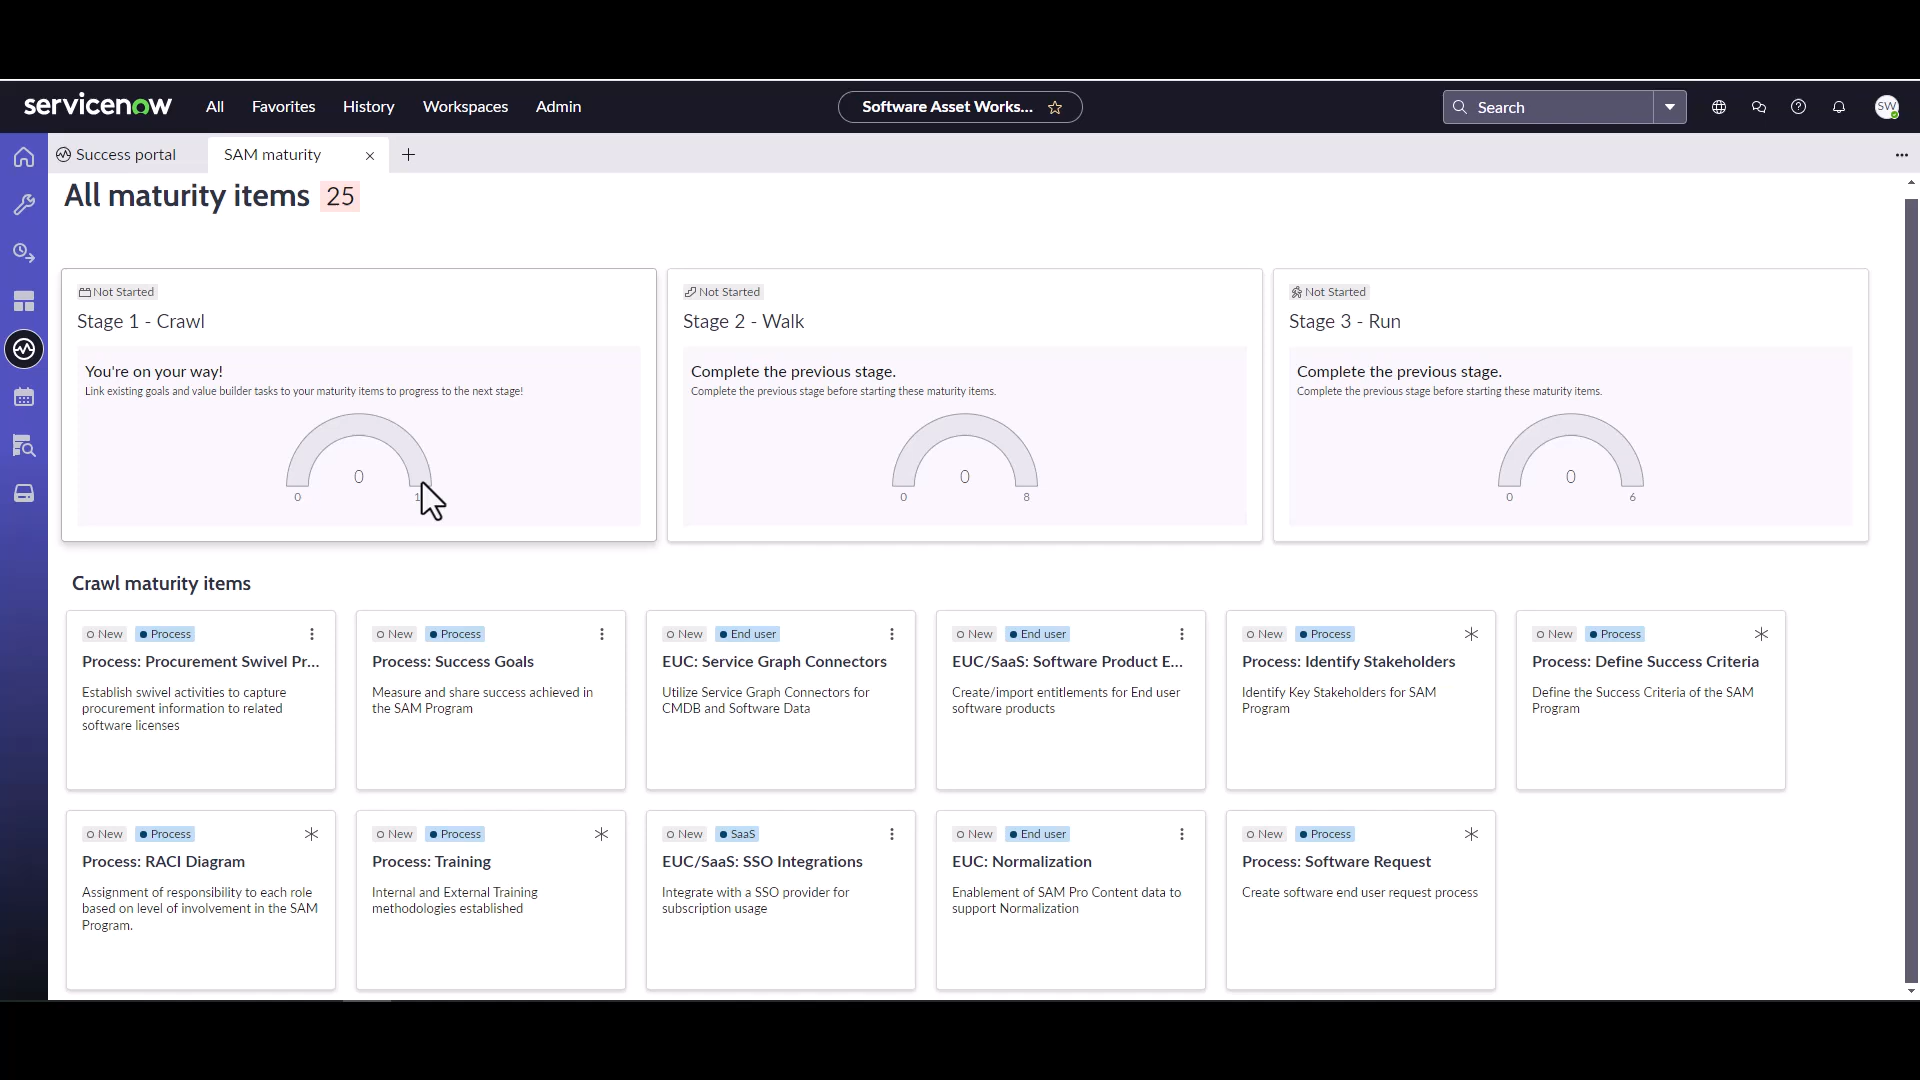 servicenow All Favorites History Workspaces Admin Software Asset Works... Search SW
Success portal SAM maturity
All maturity items 25
Not Started
Stage 1 - Crawl
You're on your way!
Link existing goals and value builder tasks to your maturity items to progress to the next stage!
0
0
Not Started
Stage 2 - Walk
Complete the previous stage.
Complete the previous stage before starting these maturity items.
0
0 8
Not Started
Stage 3 - Run
Complete the previous stage.
Complete the previous stage before starting these maturity items.
0
0 6
Crawl maturity items
New Process
Process: Procurement Swivel Pr...
Establish swivel activities to capture
procurement information to related
software licenses
New Process
Process: Success Goals
Measure and share success achieved in
the SAM Program
New End user
EUC: Service Graph Connectors
Utilize Service Graph Connectors for
CMDB and Software Data
New End user
EUC/SaaS: Software Product E...
Create/import entitlements for End user
software products
New Process
Process: Identify Stakeholders
Identify Key Stakeholders for SAM
Program
New Process
Process: Define Success Criteria
Define the Success Criteria of the SAM
Program
New Process
Process: RACI Diagram
Assignment of responsibility to each role
based on level of involvement in the SAM
Program.
New Process
Process: Training
Internal and External Training
methodologies established
New SaaS
EUC/SaaS: SSO Integrations
Integrate with a SSO provider for
subscription usage
New End user
EUC: Normalization
Enablement of SAM Pro Content data to
support Normalization
New Process
Process: Software Request
Create software end user request process